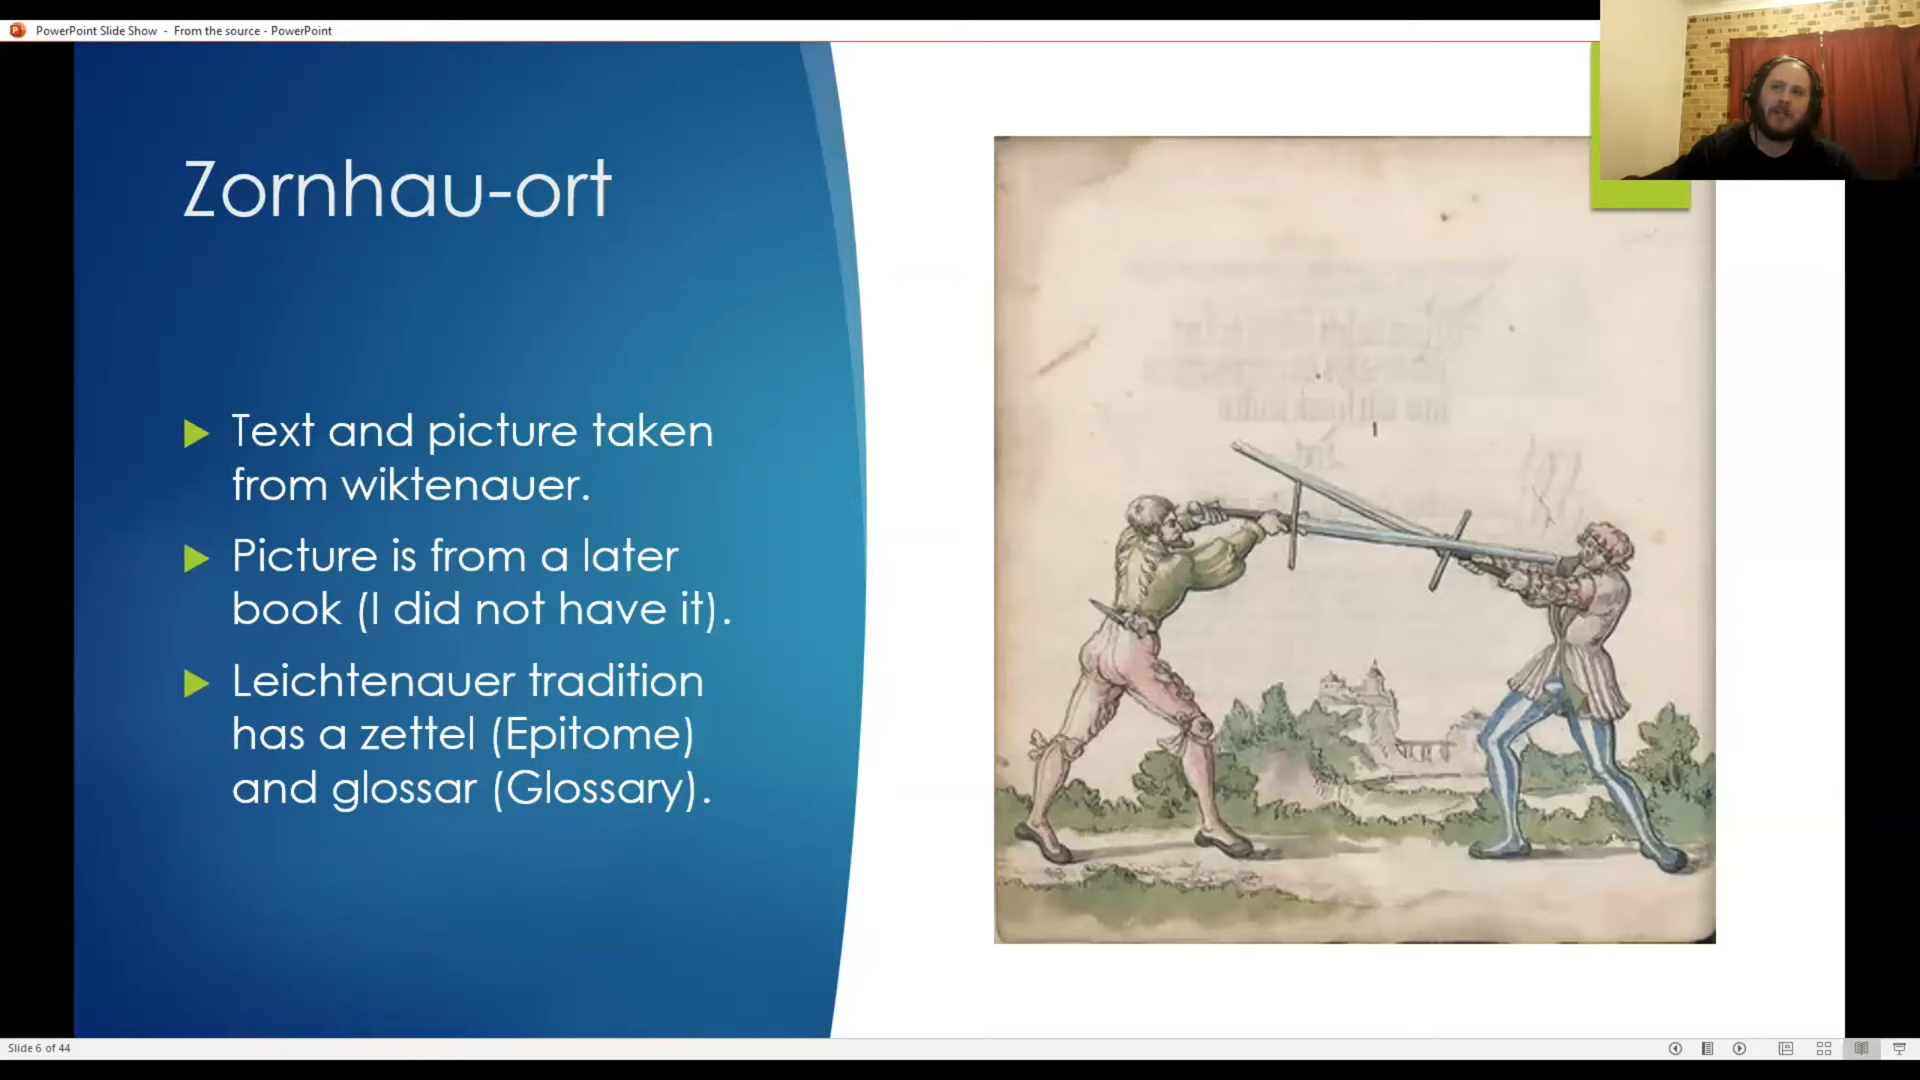 PowerPoint Slide Show - From the source - PowerPoint
Zornhau-ort
Text and picture taken
from wiktenauer.
Picture is from a later
book (I did not have it).
Leichtenauer tradition
has a zettel (Epitome)
and glossar (Glossary).
Slide 6 of 44